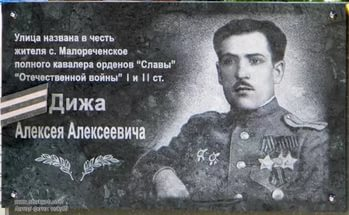 Улица названа в честь
жителя с. Малореченское
полного кавалера орденов "Славы"
"Отечественной войны" I и II ст.
Дижа
Алексея Алексеевича